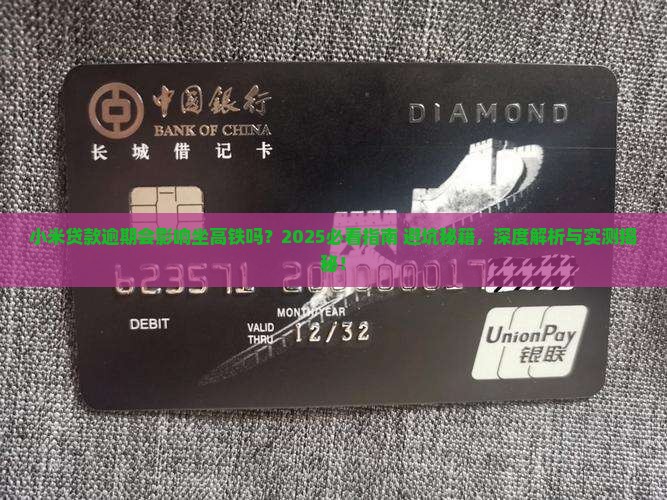 中国银行
BANK OF CHINA
DIAMOND
长城借记卡
小米贷款逾期会影响坐高铁吗？2025必看指南 避坑秘籍，深度解析与实测揭
秘！
DEBIT
MONTH/YEAR
VALID
THRU
12/32
UnionPay
银联